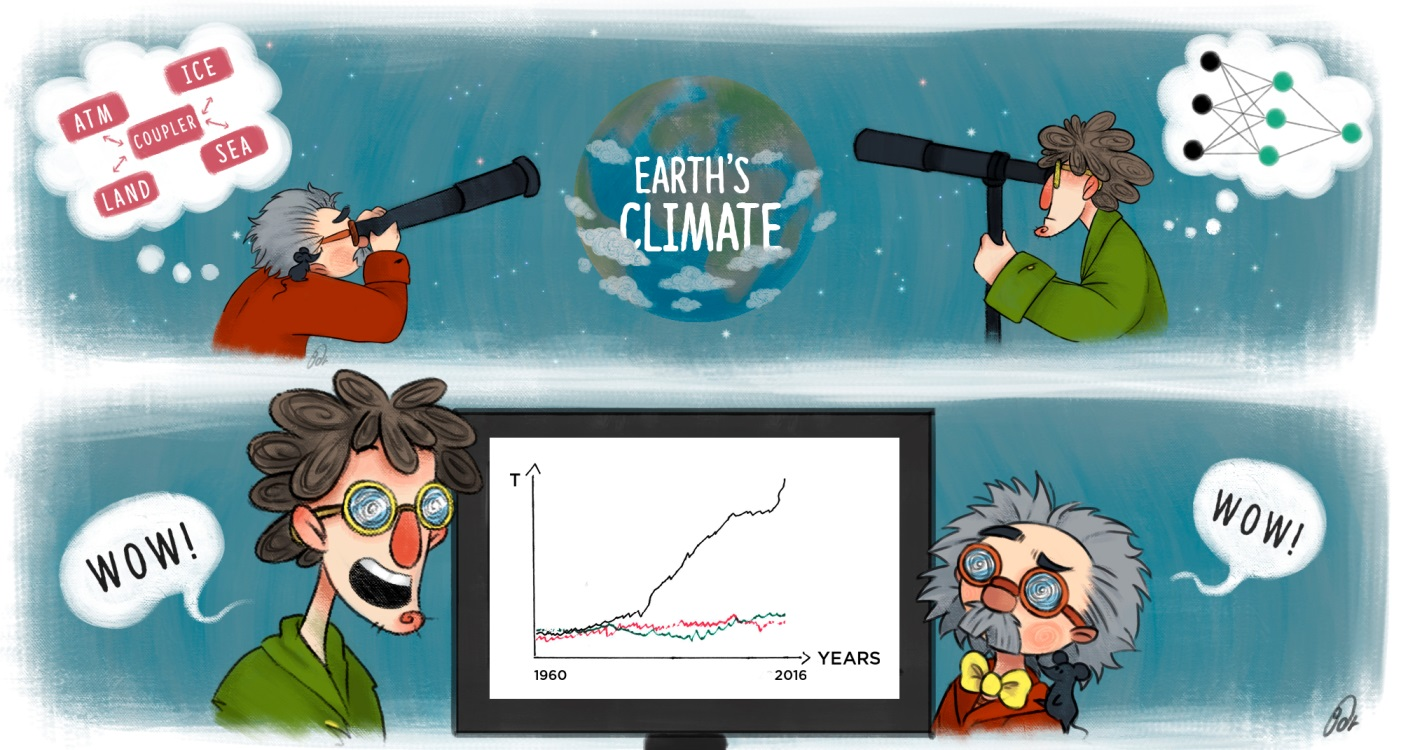 ICE
ATM
COUPLER
SEA
LAND
EARTH'S
CLIMATE
WOW!
T
YEARS
1960
2016
WOW!